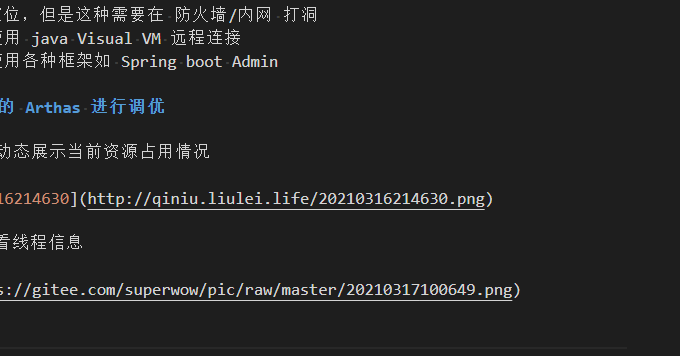 位，但是这种需要在 防火墙/内网 打洞
使用 java Visual VM 远程连接
使用各种框架如 Spring boot Admin
的 Arthas 进行调优
动态展示当前资源占用情况
16214630](http://qiniu.liulei.life/20210316214630.png)
看线程信息
s://gitee.com/superwow/pic/raw/master/20210317100649.png)